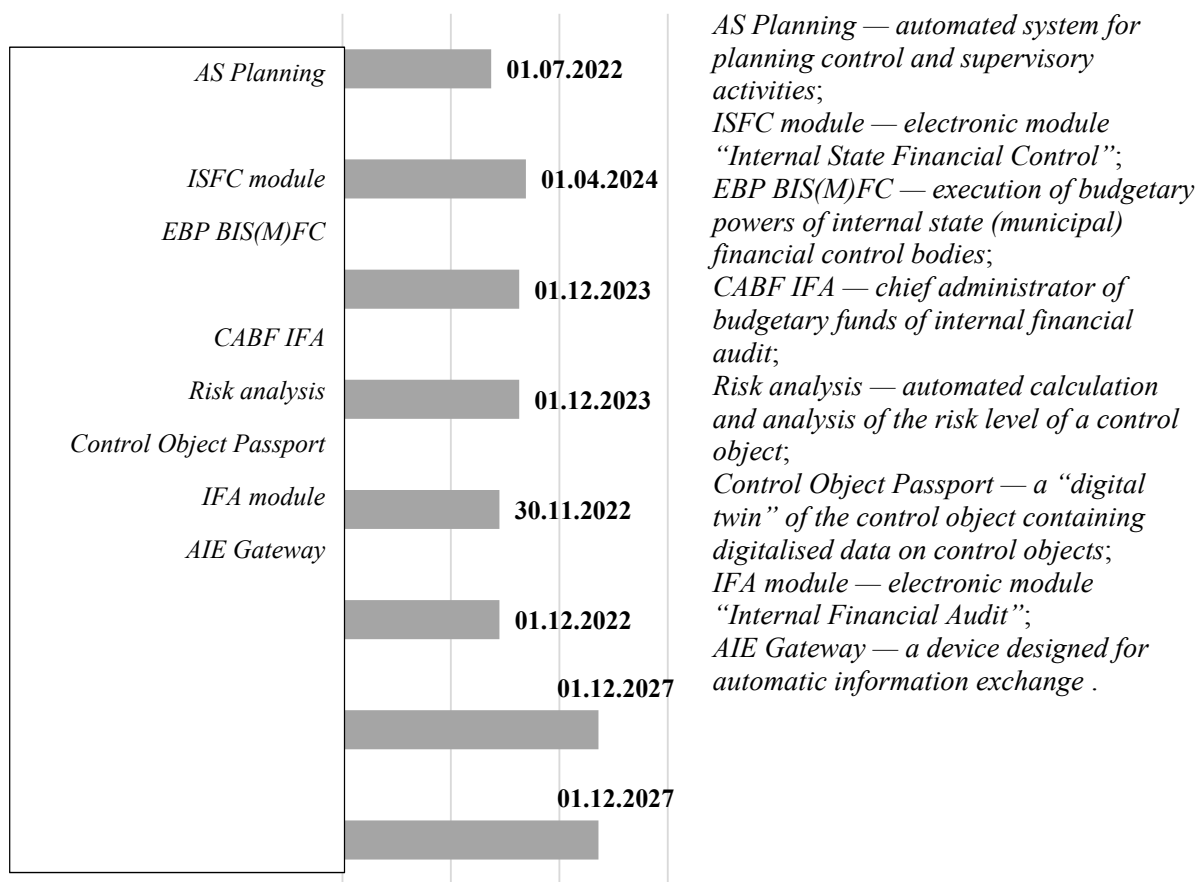 AS Planning
ISFC module
EBP BIS(M)FC
CABF IFA
Risk analysis
Control Object Passport
IFA module
AIE Gateway
01.07.2022
01.04.2024
01.12.2023
01.12.2023
30.11.2022
01.12.2022
01.12.2027
01.12.2027
AS Planning — automated system for
planning control and supervisory
activities;
ISFC module — electronic module
“Internal State Financial Control”;
EBP BIS(M)FC — execution of budgetary
powers of internal state (municipal)
financial control bodies;
CABF IFA — chief administrator of
budgetary funds of internal financial
audit;
Risk analysis — automated calculation
and analysis of the risk level of a control
object;
Control Object Passport — a “digital
twin” of the control object containing
digitalised data on control objects;
IFA module — electronic module
“Internal Financial Audit”;
AIE Gateway — a device designed for
automatic information exchange .